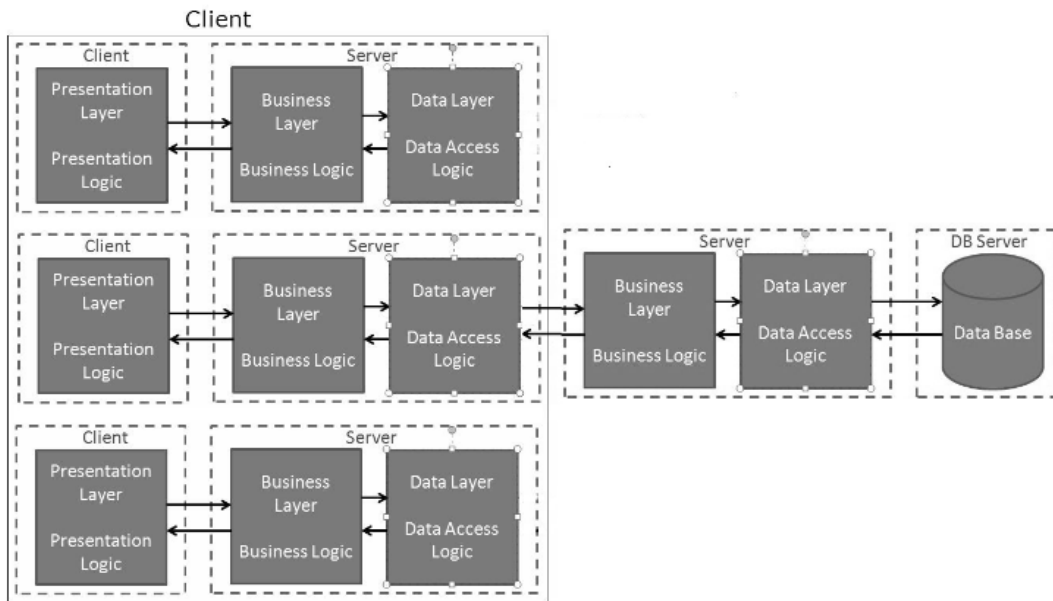 Client
Client
Server
Presentation
Layer
Presentation
Logic
Business
Layer
Business Logic
Data Layer
Data Access
Logic
Client
Server
Presentation
Layer
Presentation
Logic
Business
Layer
Business Logic
Data Layer
Data Access
Logic
Server
Business
Layer
Business Logic
Data Layer
Data Access
Logic
DB Server
Data Base
Client
Server
Presentation
Layer
Presentation
Logic
Business
Layer
Business Logic
Data Layer
Data Access
Logic